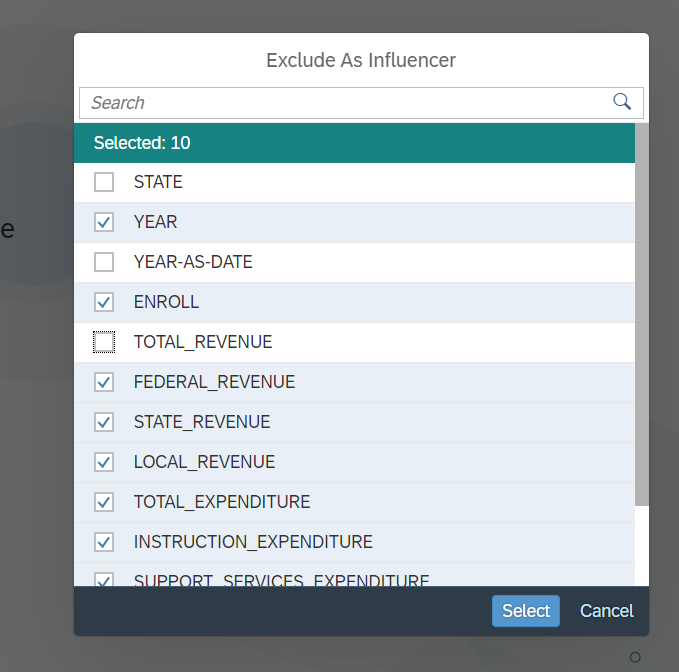 Exclude As Influencer
Search
Selected: 10
STATE
YEAR
YEAR-AS-DATE
e
ENROLL
TOTAL_REVENUE
FEDERAL_REVENUE
STATE_REVENUE
LOCAL_REVENUE
TOTAL_EXPENDITURE
INSTRUCTION_EXPENDITURE
SUPPORT_SERVICES_EXPENDITURE
Select Cancel